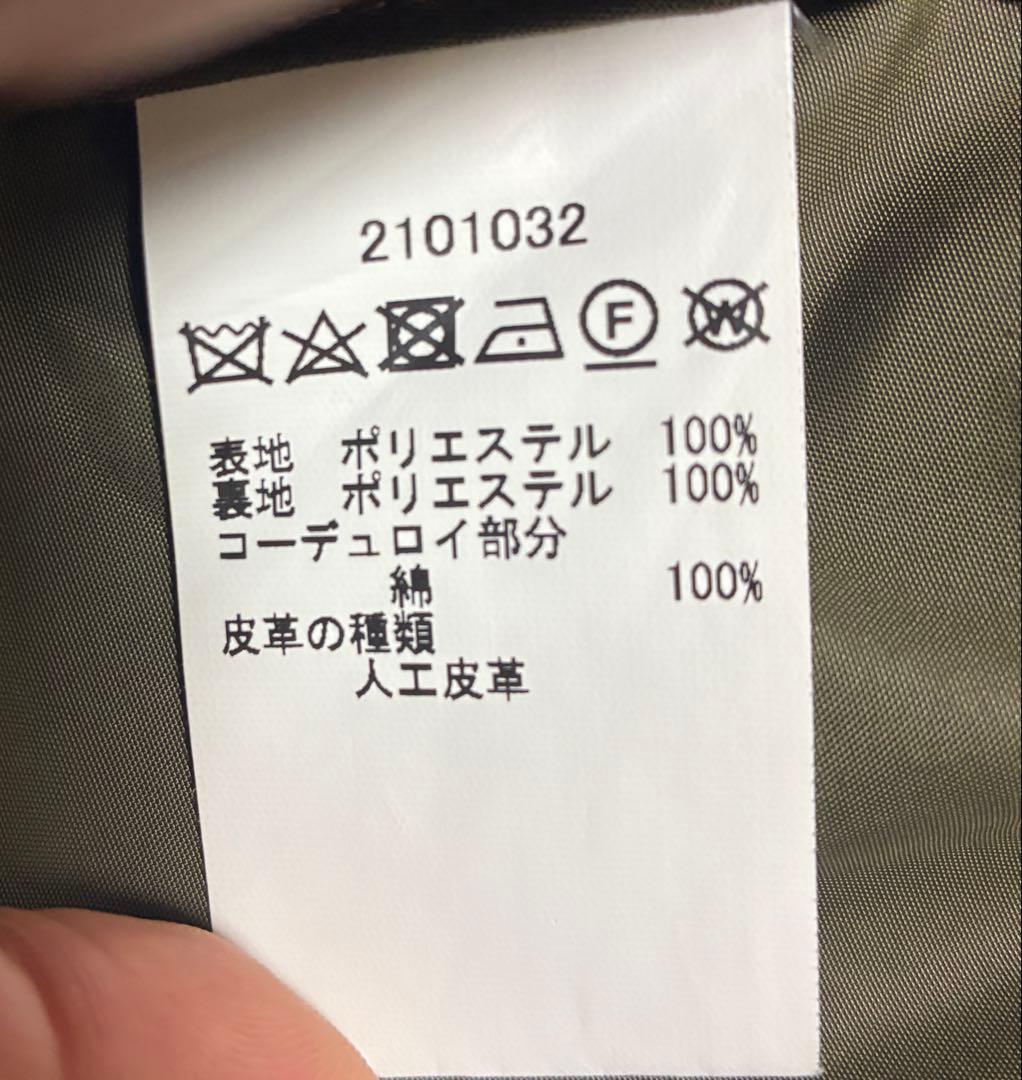 2101032
F W
表地 ポリエステル 100%
裏地 ポリエステル 100%
コーデュロイ部分
綿 100%
皮革の種類
人工皮革